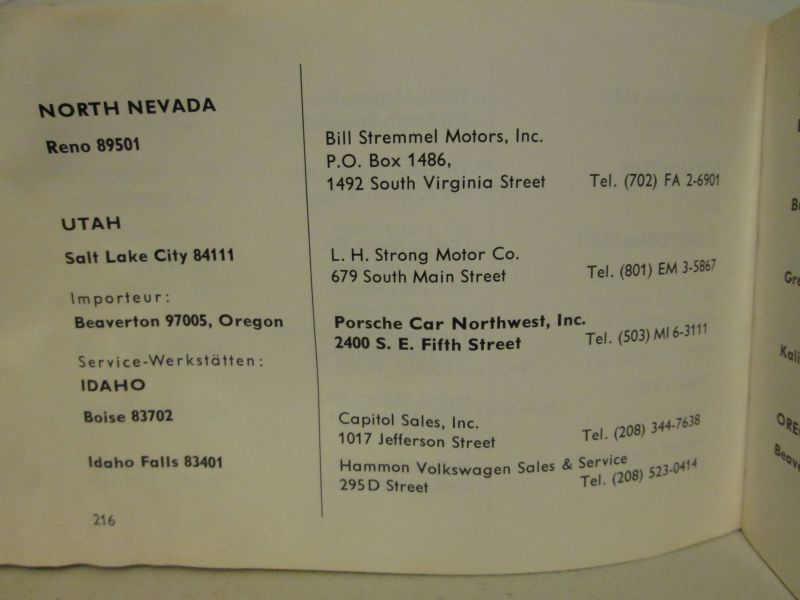 NORTH NEVADA
Reno 89501
Bill Stremmel Motors, Inc.
P.O. Box 1486,
1492 South Virginia Street Tel. (702) FA 2-6901
UTAH
Salt Lake City 84111
L. H. Strong Motor Co.
679 South Main Street Tel. (801) EM 3-5867
Importeur:
Beaverton 97005, Oregon
Porsche Car Northwest, Inc.
2400 S. E. Fifth Street Tel. (503) MI 6-3111
Service-Werkstätten:
IDAHO
Boise 83702
Capitol Sales, Inc.
1017 Jefferson Street Tel. (208) 344-7638
Idaho Falls 83401
Hammon Volkswagen Sales & Service
295 D Street Tel. (208) 523-0414
216